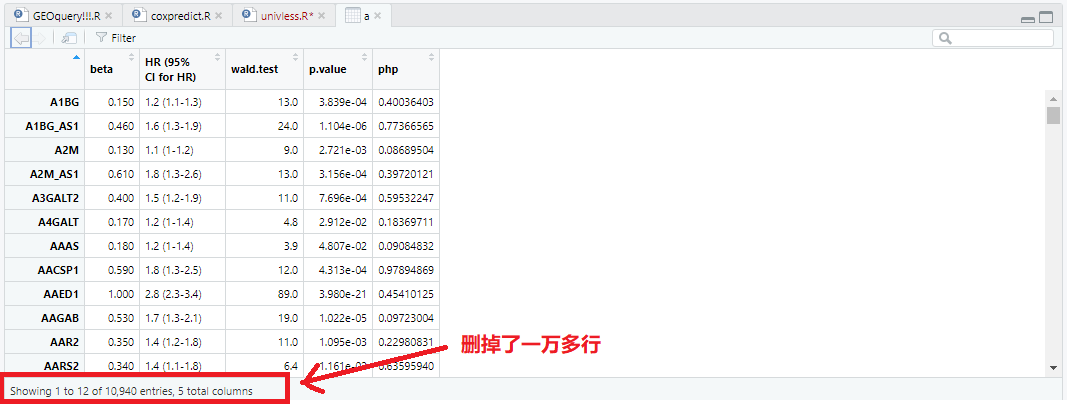 GEOquery!!!.R × coxpredict.R × univless.R* × a ×
Filter
beta HR (95% CI for HR) wald.test p.value php
A1BG 0.150 1.2 (1.1-1.3) 13.0 3.839e-04 0.40036403
A1BG_AS1 0.460 1.6 (1.3-1.9) 24.0 1.104e-06 0.77366565
A2M 0.130 1.1 (1-1.2) 9.0 2.721e-03 0.08689504
A2M_AS1 0.610 1.8 (1.3-2.6) 13.0 3.156e-04 0.39720121
A3GALT2 0.400 1.5 (1.2-1.9) 11.0 7.696e-04 0.59532247
A4GALT 0.170 1.2 (1-1.4) 4.8 2.912e-02 0.18369711
AAAS 0.180 1.2 (1-1.4) 3.9 4.807e-02 0.09084832
AACSP1 0.590 1.8 (1.3-2.5) 12.0 4.313e-04 0.97894869
AAED1 1.000 2.8 (2.3-3.4) 89.0 3.980e-21 0.45410125
AAGAB 0.530 1.7 (1.3-2.1) 19.0 1.022e-05 0.09723004
AAR2 0.350 1.4 (1.2-1.8) 11.0 1.095e-03 0.22980831
AARS2 0.340 1.4 (1.1-1.8) 6.4 0.63595940
删掉了一万多行
Showing 1 to 12 of 10,940 entries, 5 total columns